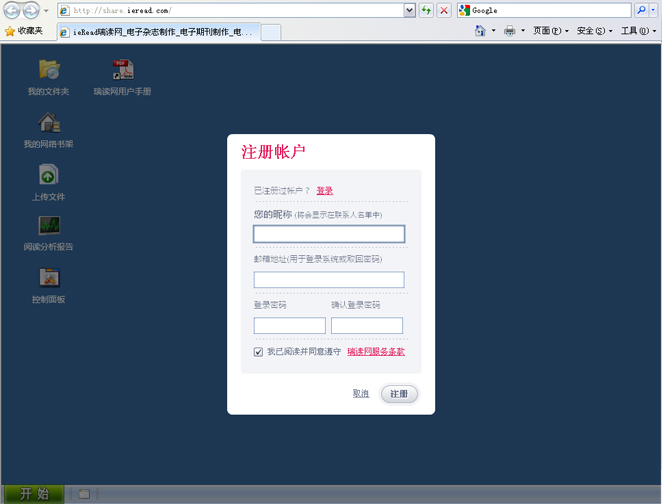 http://share.ieread.com/
Google
收藏夹
ieRead瑞读网_电子杂志制作_电子期刊制作_电...
页面(P)
安全(S)
工具(O)
我的文件夹
瑞读网用户手册
我的网络书架
上传文件
阅读分析报告
控制面板
注册帐户
已注册过帐户？ 登录
您的昵称 (将会显示在联系人名单中)
邮箱地址(用于登录系统或取回密码)
登录密码
确认登录密码
我已阅读并同意遵守 瑞读网服务条款
取消
注册
开 始